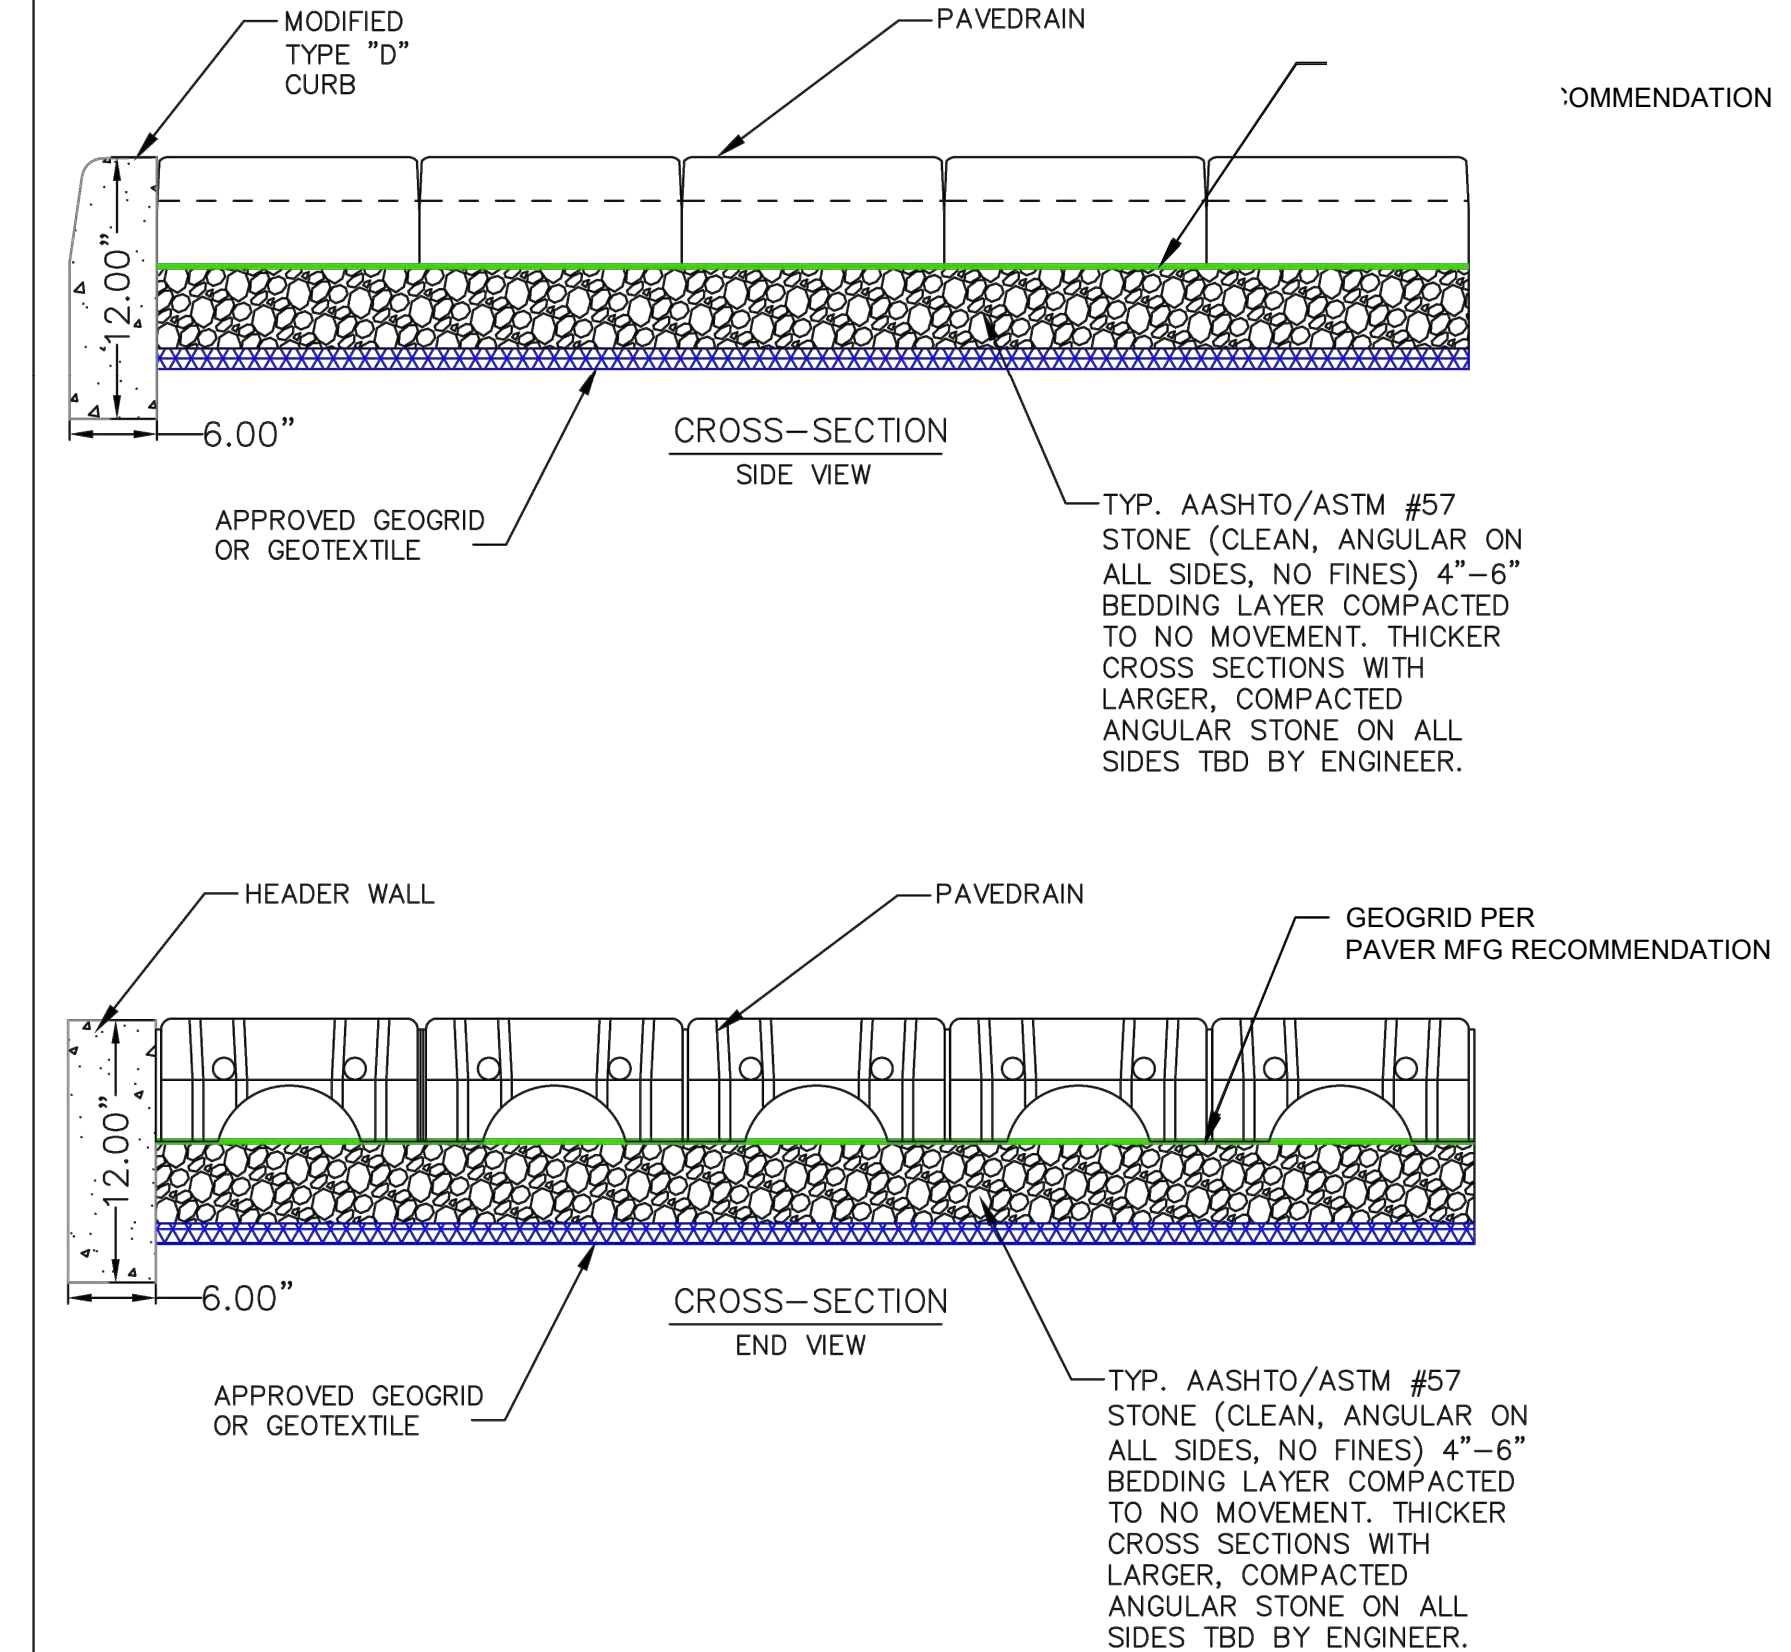 MODIFIED
TYPE "D"
CURB
PAVEDRAIN
12.00"
6.00"
CROSS-SECTION
SIDE VIEW
APPROVED GEOGRID
OR GEOTEXTILE
TYP. AASHTO/ASTM #57
STONE (CLEAN, ANGULAR ON
ALL SIDES, NO FINES) 4"-6"
BEDDING LAYER COMPACTED
TO NO MOVEMENT. THICKER
CROSS SECTIONS WITH
LARGER, COMPACTED
ANGULAR STONE ON ALL
SIDES TBD BY ENGINEER.
HEADER WALL
PAVEDRAIN
GEOGRID PER
PAVER MFG RECOMMENDATION
12.00"
6.00"
CROSS-SECTION
END VIEW
APPROVED GEOGRID
OR GEOTEXTILE
TYP. AASHTO/ASTM #57
STONE (CLEAN, ANGULAR ON
ALL SIDES, NO FINES) 4"-6"
BEDDING LAYER COMPACTED
TO NO MOVEMENT. THICKER
CROSS SECTIONS WITH
LARGER, COMPACTED
ANGULAR STONE ON ALL
SIDES TBD BY ENGINEER.